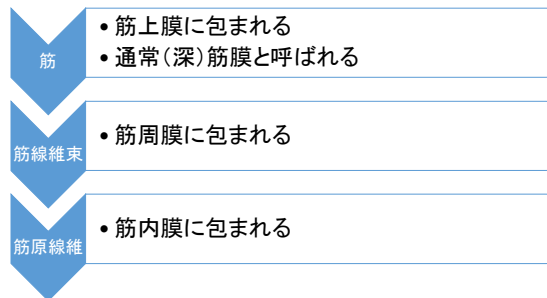 筋
• 筋上膜に包まれる
• 通常（深）筋膜と呼ばれる
筋線維束
• 筋周膜に包まれる
筋原線維
• 筋内膜に包まれる